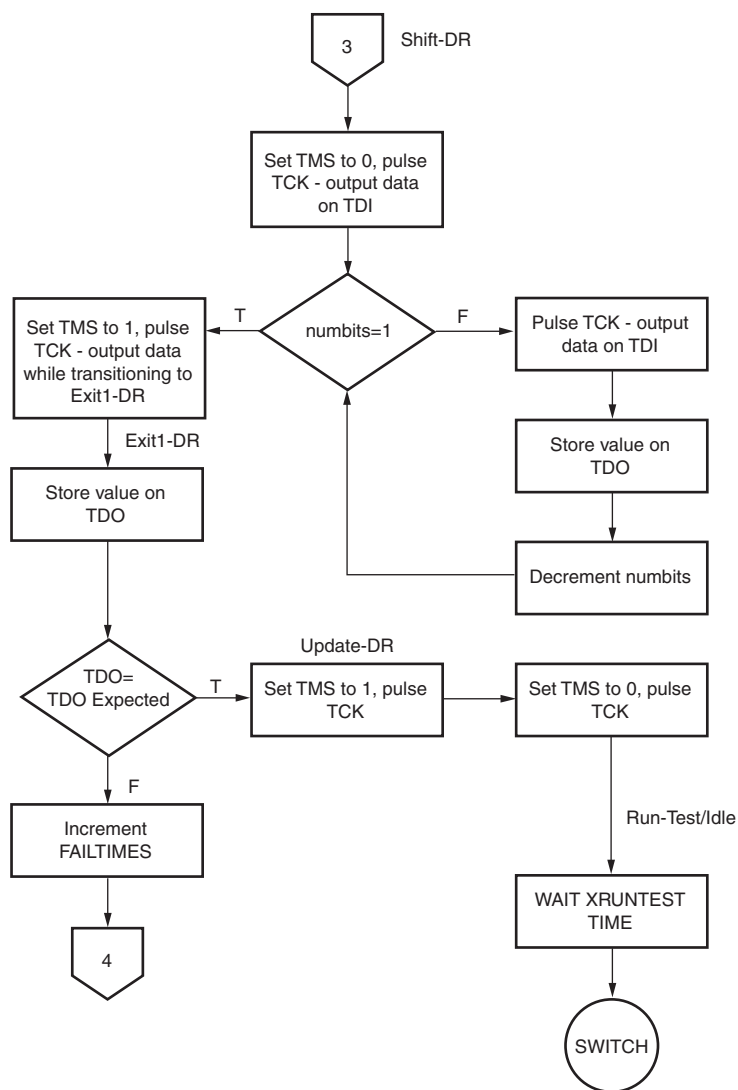 3
Shift-DR
Set TMS to 0, pulse
TCK - output data
on TDI
numbits=1
T
F
Set TMS to 1, pulse
TCK - output data
while transitioning to
Exit1-DR
Pulse TCK - output
data on TDI
Exit1-DR
Store value on
TDO
Store value on
TDO
Decrement numbits
TDO=
TDO Expected
T
Update-DR
Set TMS to 1, pulse
TCK
Set TMS to 0, pulse
TCK
F
Increment
FAILTIMES
Run-Test/Idle
4
WAIT XRUNTEST
TIME
SWITCH